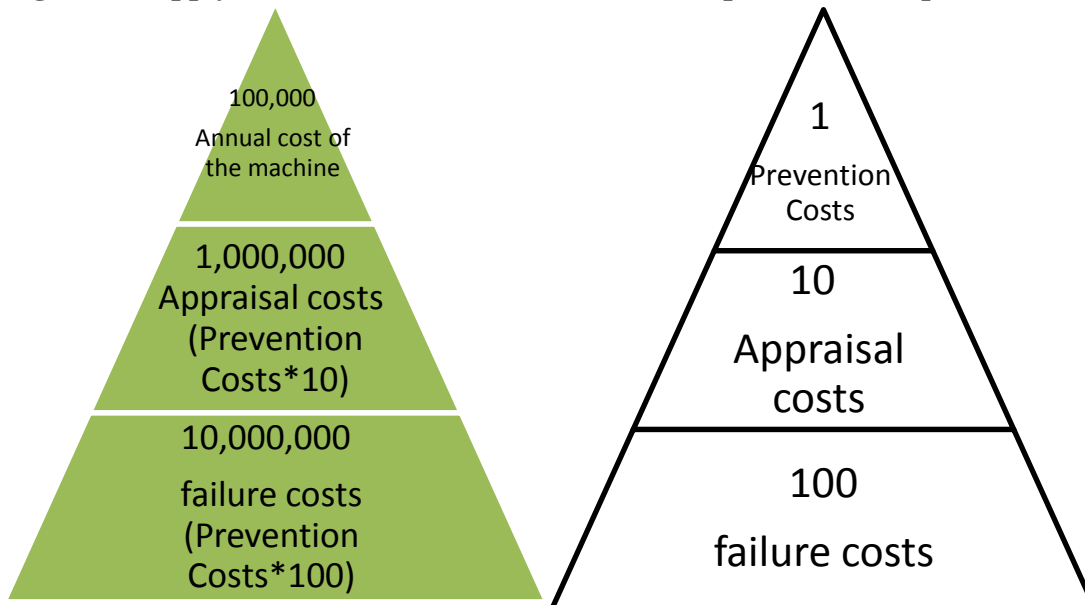 100,000
Annual cost of
the machine
1,000,000
Appraisal costs
(Prevention
Costs*10)
10,000,000
failure costs
(Prevention
Costs*100)
1
Prevention
Costs
10
Appraisal
costs
100
failure costs